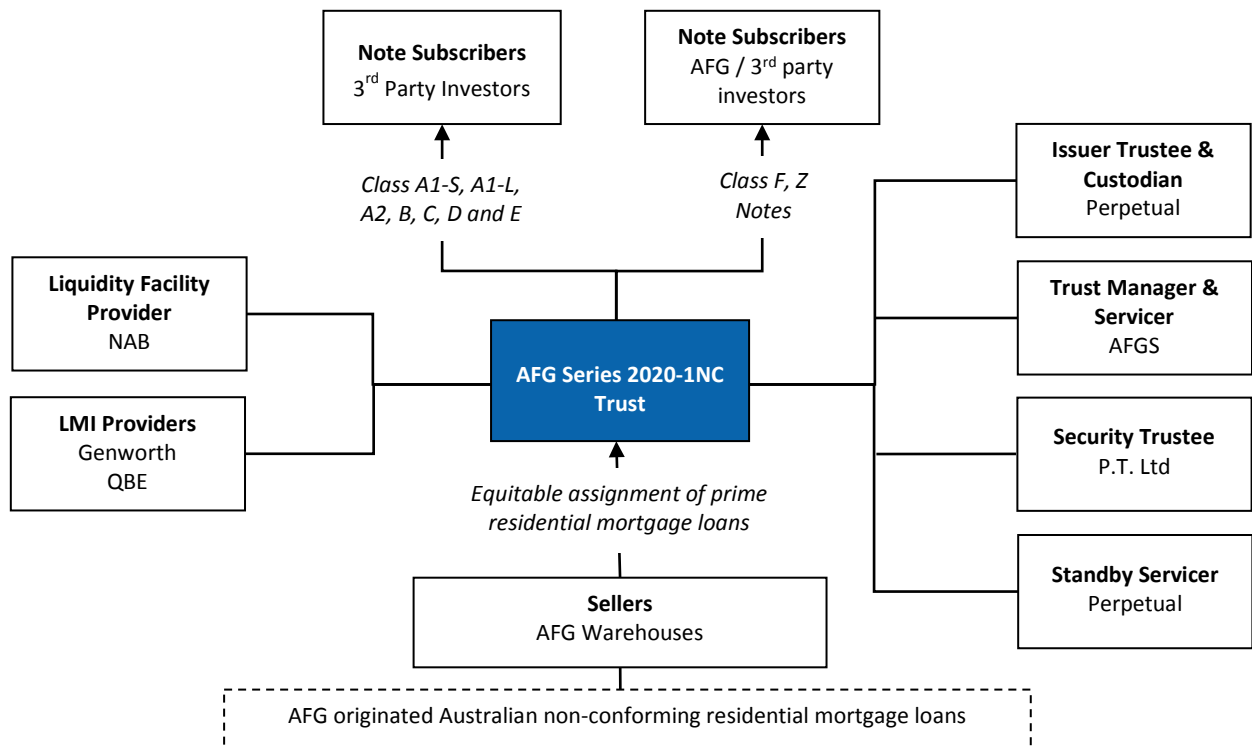 Note Subscribers
3rd Party Investors
Note Subscribers
AFG / 3rd party
investors
Class A1-S, A1-L,
A2, B, C, D and E
Class F, Z
Notes
Issuer Trustee &
Custodian
Perpetual
Liquidity Facility
Provider
NAB
Trust Manager &
Servicer
AFGS
AFG Series 2020-1NC
Trust
LMI Providers
Genworth
QBE
Security Trustee
P.T. Ltd
Equitable assignment of prime
residential mortgage loans
Standby Servicer
Perpetual
Sellers
AFG Warehouses
AFG originated Australian non-conforming residential mortgage loans